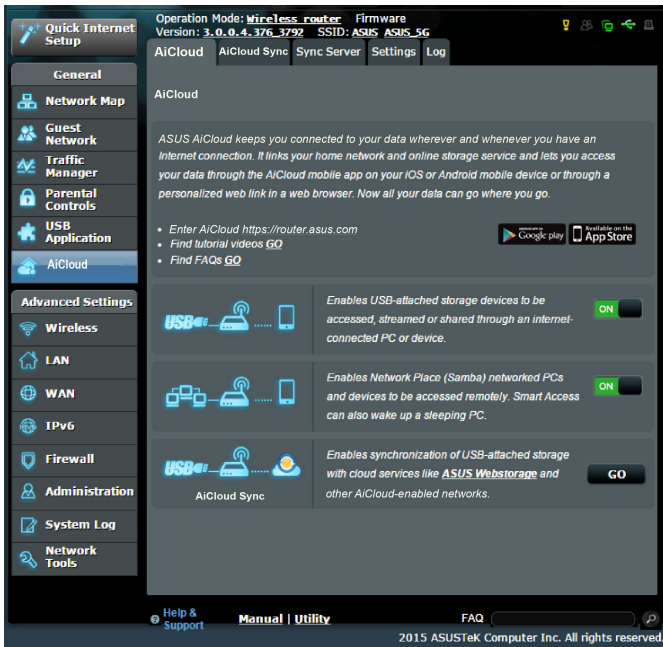 Quick Internet
Setup
Operation Mode: Wireless router Firmware
Version: 3.0.0.4.376_3792 SSID: ASUS ASUS_5G
AiCloud
AiCloud Sync
Sync Server
Settings
Log
General
Network Map
Guest
Network
Traffic
Manager
Parental
Controls
USB
Application
AiCloud
Advanced Settings
Wireless
LAN
WAN
IPv6
Firewall
Administration
System Log
Network
Tools
AiCloud
ASUS AiCloud keeps you connected to your data wherever and whenever you have an
Internet connection. It links your home network and online storage service and lets you access
your data through the AiCloud mobile app on your iOS or Android mobile device or through a
personalized web link in a web browser. Now all your data can go where you go.
• Enter AiCloud https://router.asus.com
• Find tutorial videos GO
• Find FAQs GO
Google play
Available on the
App Store
USB
Enables USB-attached storage devices to be
accessed, streamed or shared through an internet-
connected PC or device.
ON
Enables Network Place (Samba) networked PCs
and devices to be accessed remotely. Smart Access
can also wake up a sleeping PC.
ON
USB
AiCloud Sync
Enables synchronization of USB-attached storage
with cloud services like ASUS Webstorage and
other AiCloud-enabled networks.
GO
Help &
Support
Manual | Utility
FAQ
2015 ASUSTeK Computer Inc. All rights reserved.